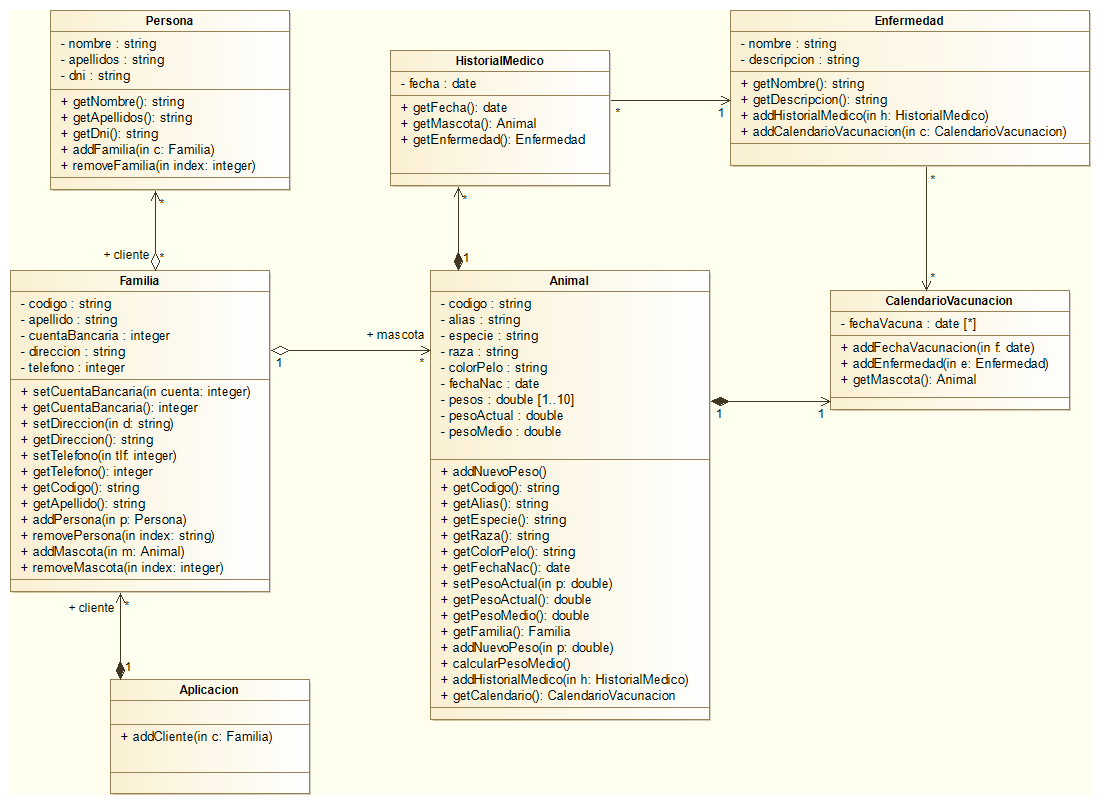 Persona
- nombre : string
- apellidos : string
- dni : string
+ getNombre(): string
+ getApellidos(): string
+ getDni(): string
+ addFamilia(in c: Familia)
+ removeFamilia(in index: integer)
HistorialMedico
- fecha : date
+ getFecha(): date
+ getMascota(): Animal
+ getEnfermedad(): Enfermedad
Enfermedad
- nombre : string
- descripcion : string
+ getNombre(): string
+ getDescripcion(): string
+ addHistorialMedico(in h: HistorialMedico)
+ addCalendarioVacunacion(in c: CalendarioVacunacion)
*
1
*
*
*
+ cliente
*
*
1
Familia
- codigo : string
- apellido : string
- cuentaBancaria : integer
- direccion : string
- telefono : integer
+ setCuentaBancaria(in cuenta: integer)
+ getCuentaBancaria(): integer
+ setDireccion(in d: string)
+ getDireccion(): string
+ setTelefono(in tlf: integer)
+ getTelefono(): integer
+ getCodigo(): string
+ getApellido(): string
+ addPersona(in p: Persona)
+ removePersona(in index: string)
+ addMascota(in m: Animal)
+ removeMascota(in index: integer)
+ mascota
1
*
Animal
- codigo : string
- alias : string
- especie : string
- raza : string
- colorPelo : string
- fechaNac : date
- pesos : double [1..10]
- pesoActual : double
- pesoMedio : double
+ addNuevoPeso()
+ getCodigo(): string
+ getAlias(): string
+ getEspecie(): string
+ getRaza(): string
+ getColorPelo(): string
+ getFechaNac(): date
+ setPesoActual(in p: double)
+ getPesoActual(): double
+ getPesoMedio(): double
+ getFamilia(): Familia
+ addNuevoPeso(in p: double)
+ calcularPesoMedio()
+ addHistorialMedico(in h: HistorialMedico)
+ getCalendario(): CalendarioVacunacion
CalendarioVacunacion
- fechaVacuna : date [*]
+ addFechaVacunacion(in f: date)
+ addEnfermedad(in e: Enfermedad)
+ getMascota(): Animal
1
1
+ cliente
*
1
Aplicacion
+ addCliente(in c: Familia)